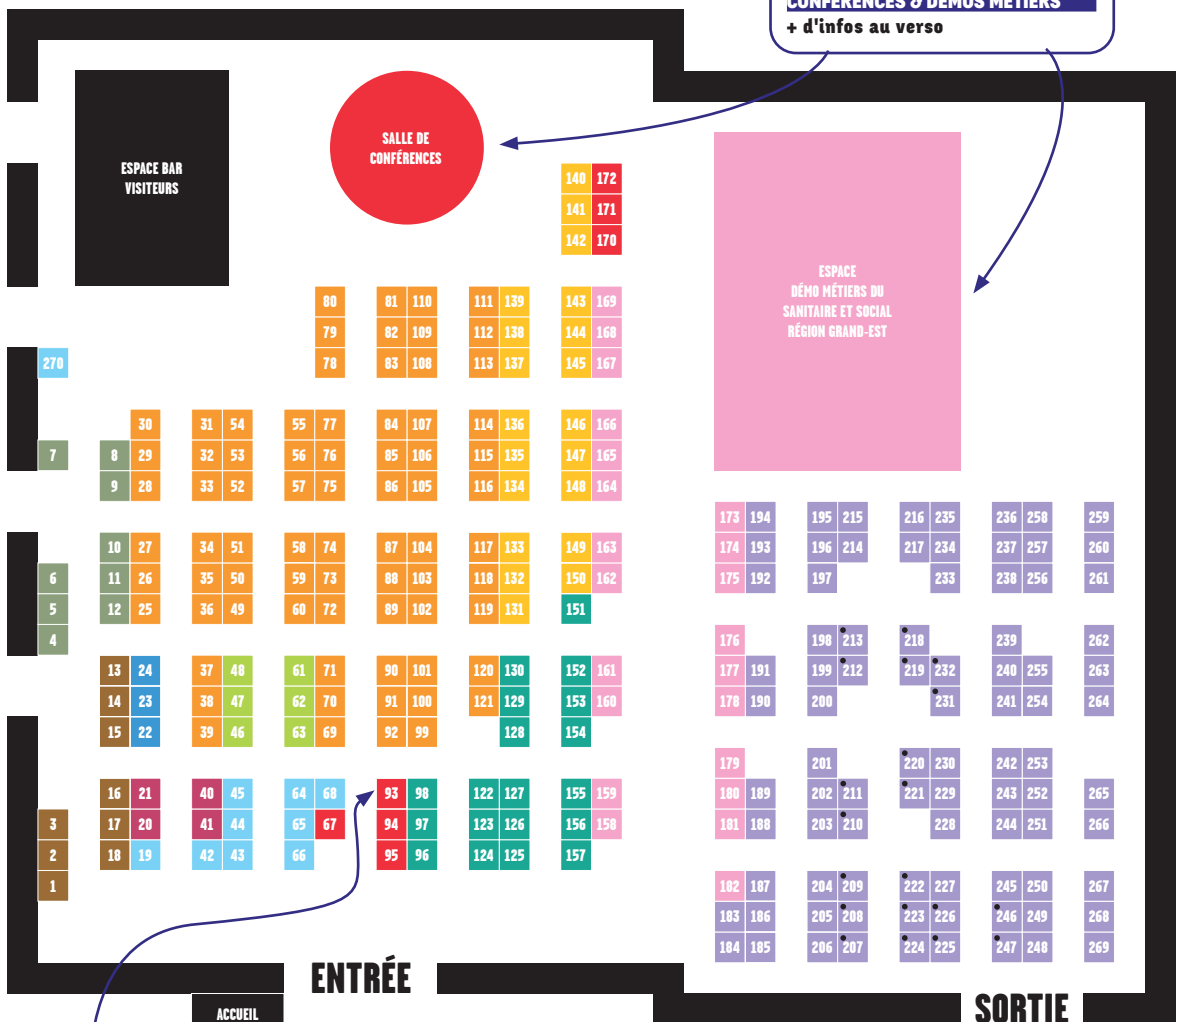 CONFÉRENCES & DÉMOS MÉTIERS
+ d'infos au verso
SALLE DE
CONFÉRENCES
ESPACE BAR
VISITEURS
140 172
141 171
142 170
ESPACE
DÉMO MÉTIERS DU
SANITAIRE ET SOCIAL
RÉGION GRAND-EST
80 81 110 111 139 143 169
79 82 109 112 138 144 168
270 78 83 108 113 137 145 167
30 31 54 55 77 84 107 114 136 146 166
7 8 29 32 53 56 76 85 106 115 135 147 165
9 28 33 52 57 75 86 105 116 134 148 164
173 194 195 215 216 235 236 258 259
10 27 34 51 58 74 87 104 117 133 149 163 174 193 196 214 217 234 237 257 260
6 11 26 35 50 59 73 88 103 118 132 150 162 175 192 197 233 238 256 261
5 12 25 36 49 60 72 89 102 119 131 151
4 176 198 213 218 239 262
13 24 37 48 61 71 90 101 120 130 152 161 177 191 199 212 219 232 240 255 263
14 23 38 47 62 70 91 100 121 129 153 160 178 190 200 231 241 254 264
15 22 39 46 63 69 92 99 128 154
179 201 220 230 242 253
16 21 40 45 64 68 93 98 122 127 155 159 180 189 202 211 221 229 243 252 265
3 17 20 41 44 65 67 94 97 123 126 156 158 181 188 203 210 228 244 251 266
2 18 19 42 43 66 95 96 124 125 157
1 182 187 204 209 222 227 245 250 267
183 186 205 208 223 226 246 249 268
184 185 206 207 224 225 247 248 269
ENTRÉE
ACCUEIL
SORTIE